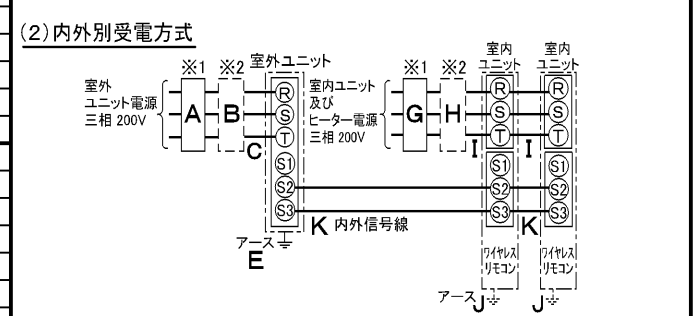 (2)内外別受電方式
※1 ※2 室外ユニット
室外
ユニット電源
三相 200V
A B C
R
S
T
S1
S2
S3
アース
E
K 内外信号線
※1 ※2
室内ユニット
及び
ヒーター電源
三相 200V
G H I I
室内
ユニット
R
S
T
S1
S2
S3
ワイヤレス
リモコン
室内
ユニット
R
S
T
S1
S2
S3
K
ワイヤレス
リモコン
アース J J